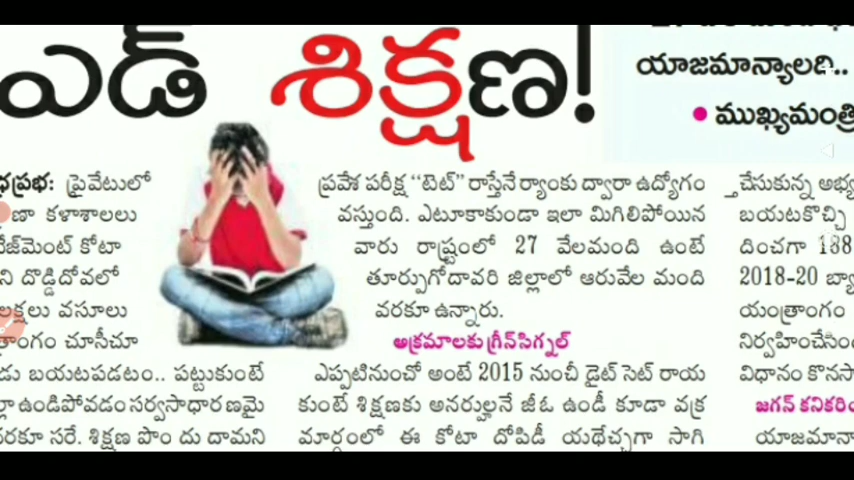 ఎడ్ శిక్షణ!
యాజమాన్యాలది..
• ముఖ్యమంత్రి
ప్రైవేటులో
కళాశాలలు
కోటా
దొడ్డిదోవలో
వసూలు
చూసీచూ
బయటపడటం.. పట్టుకుంటే
ఉండిపోవడం సర్వసాధారణమై
సరే. శిక్షణ పొం దు దామని
ప్రవేశ పరీక్ష "టెట్" రాస్తేనే ర్యాంకు ద్వారా ఉద్యోగం
వస్తుంది. ఎటూకాకుండా ఇలా మిగిలిపోయిన
వారు రాష్ట్రంలో 27 వేలమంది ఉంటే
తూర్పుగోదావరి జిల్లాలో ఆరువేల మంది
వరకూ ఉన్నారు.
అక్రమాలకు గ్రీన్‌సిగ్నల్
ఎప్పటినుంచో అంటే 2015 నుంచీ డైట్ సెట్ రాయ
కుంటే శిక్షణకు అనర్హుల్లనే జీఓ ఉండీ కూడా వక్ర
మార్గంలో ఈ కోటా దోపిడీ యథేచ్ఛగా సాగి
చేసుకున్న
బయటకొచ్చి
దించగా
2018-20
యంత్రాంగం
నిర్వహించేసిం
విధానం కొనసా
జగన్ కనికరిం
యాజమానా